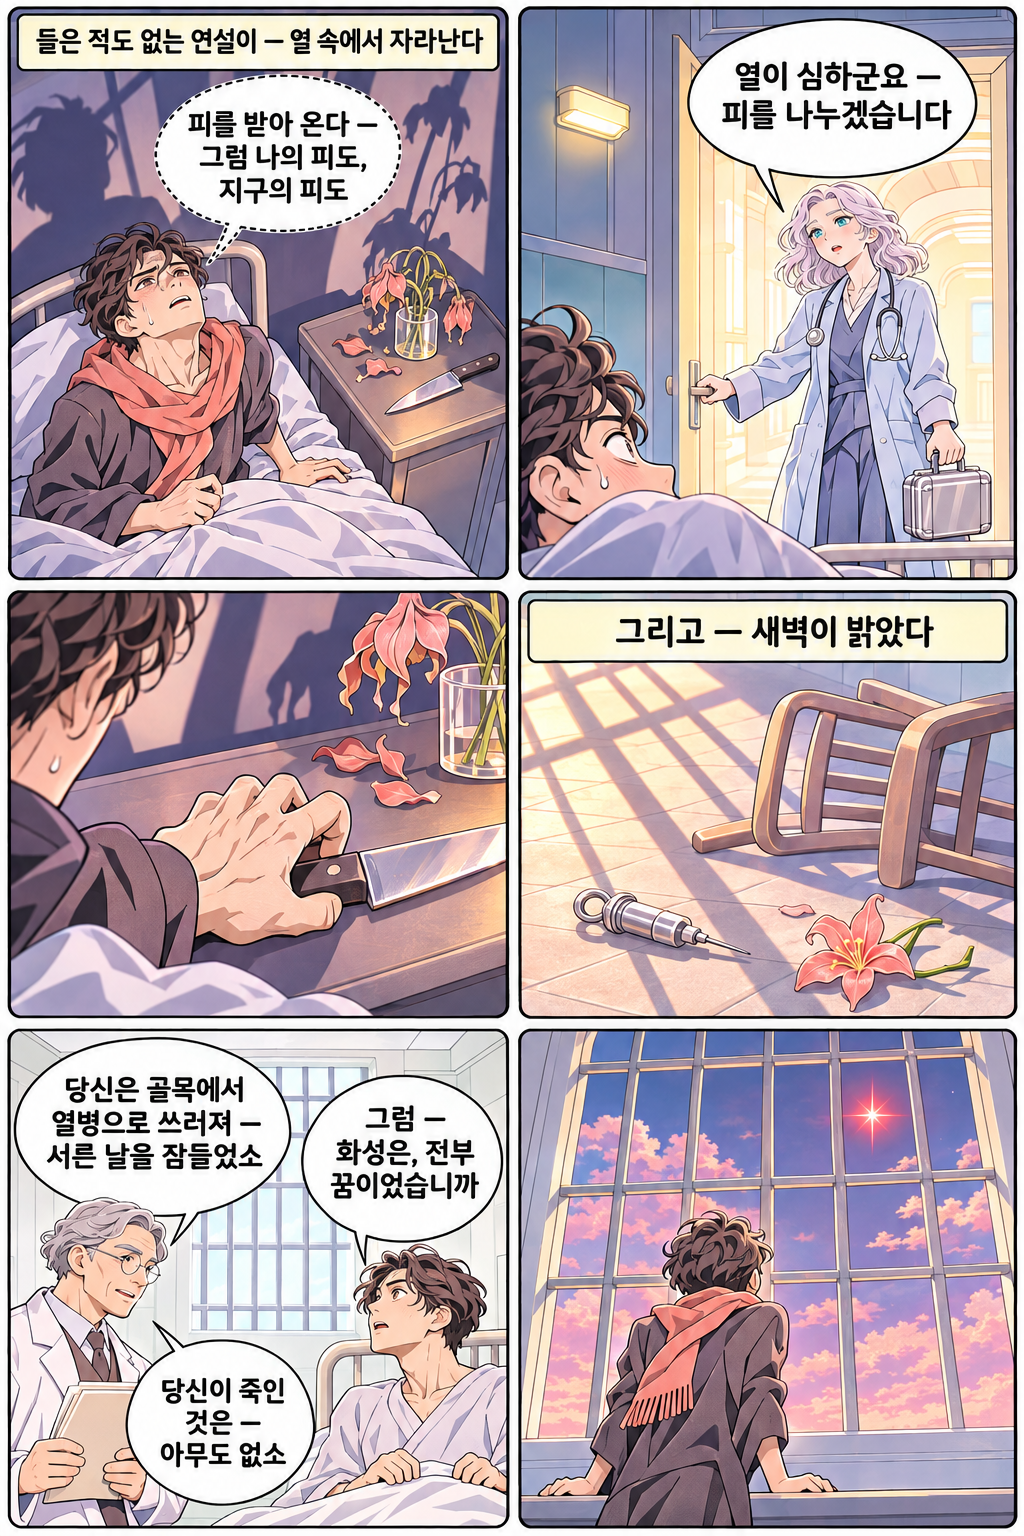 들은 적도 없는 연설이 — 열 속에서 자라난다
피를 받아 온다 —
그럼 나의 피도,
지구의 피도
열이 심하군요 —
피를 나누겠습니다
그리고 — 새벽이 밝았다
당신은 골목에서
열병으로 쓰러져 —
서른 날을 잠들었소
그럼 —
화성은, 전부
꿈이었습니까
당신이 죽인
것은 —
아무도 없소